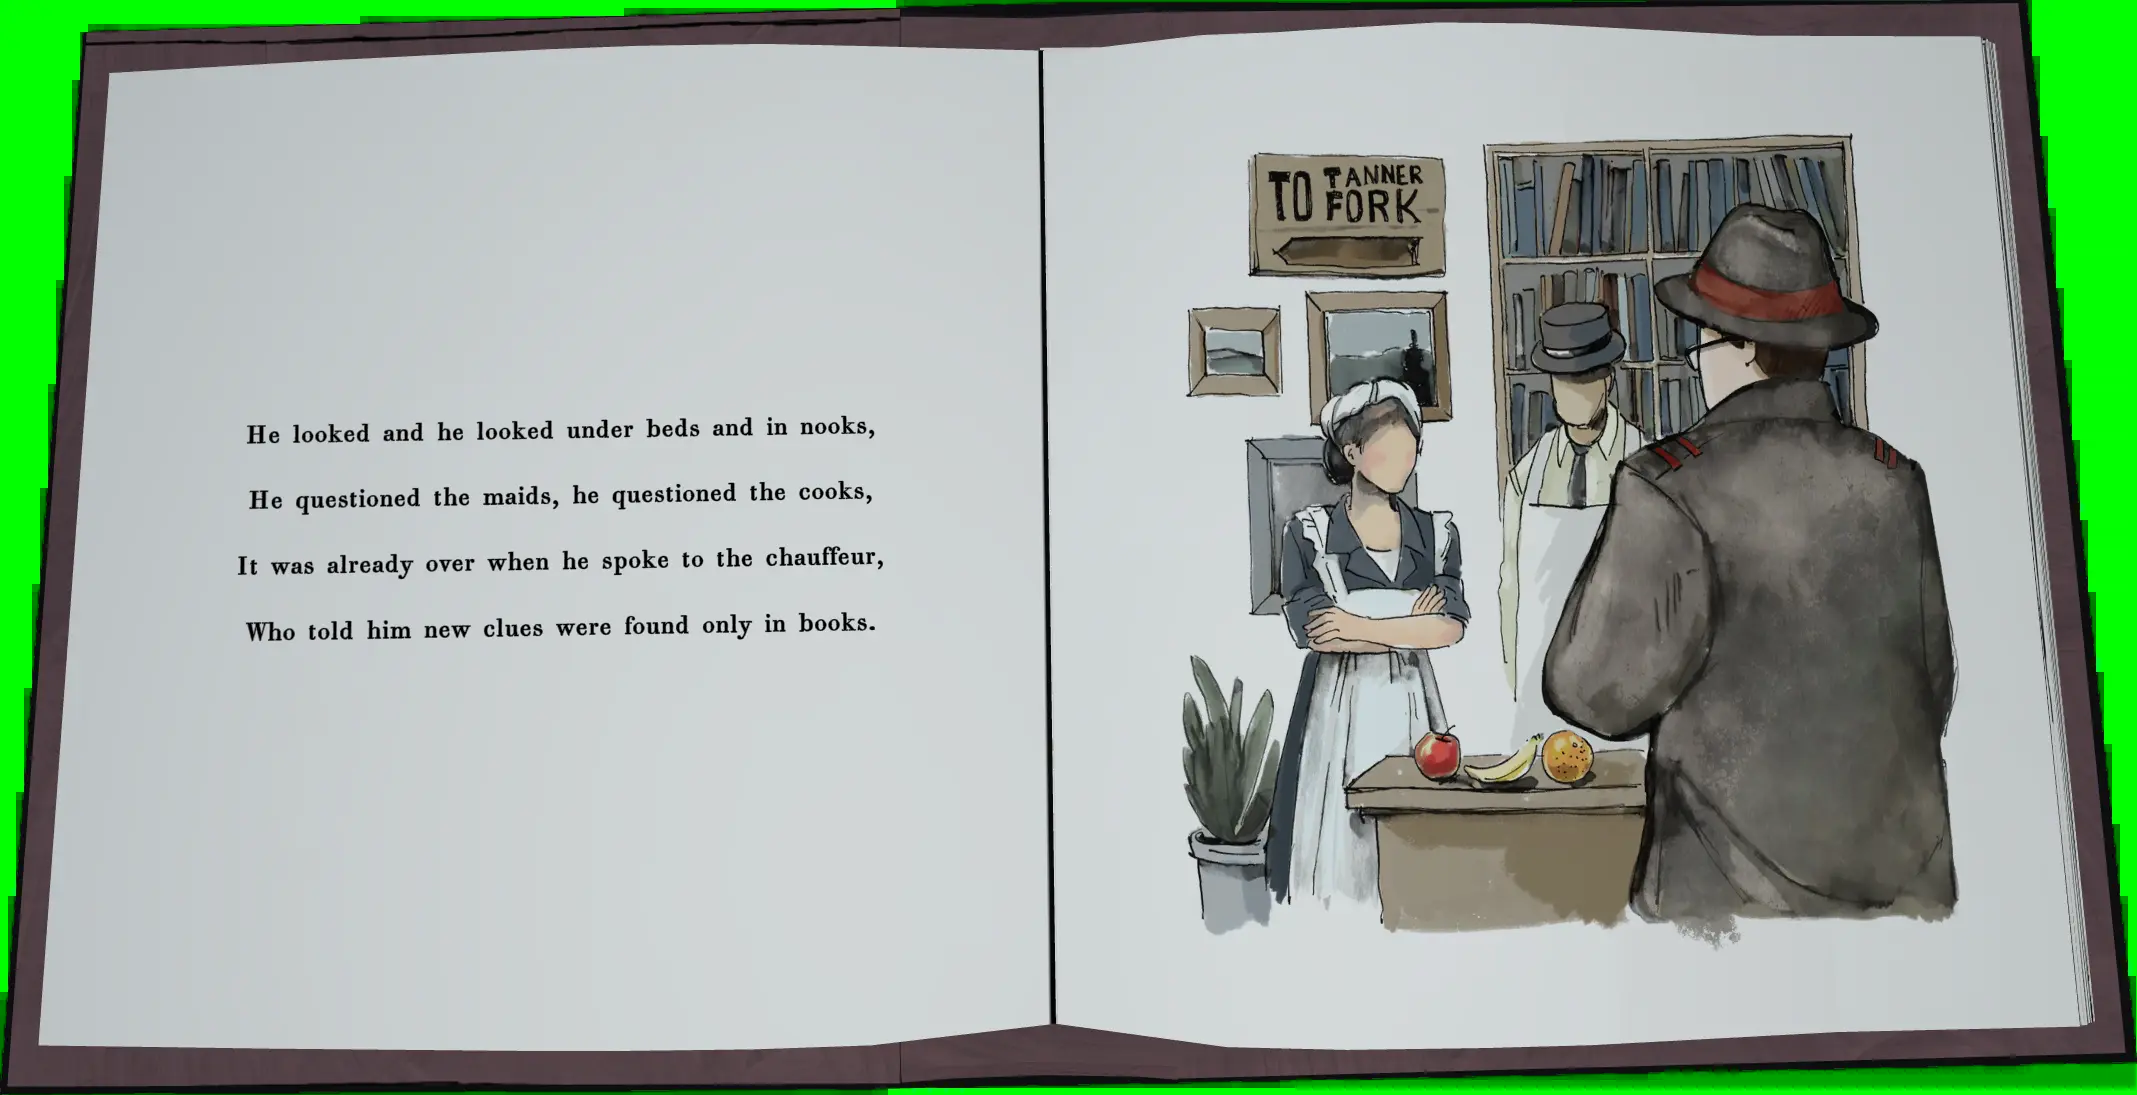 He looked and he looked under beds and in nooks,
He questioned the maids, he questioned the cooks,
It was already over when he spoke to the chauffeur,
Who told him new clues were found only in books.
TO TANNER FORK